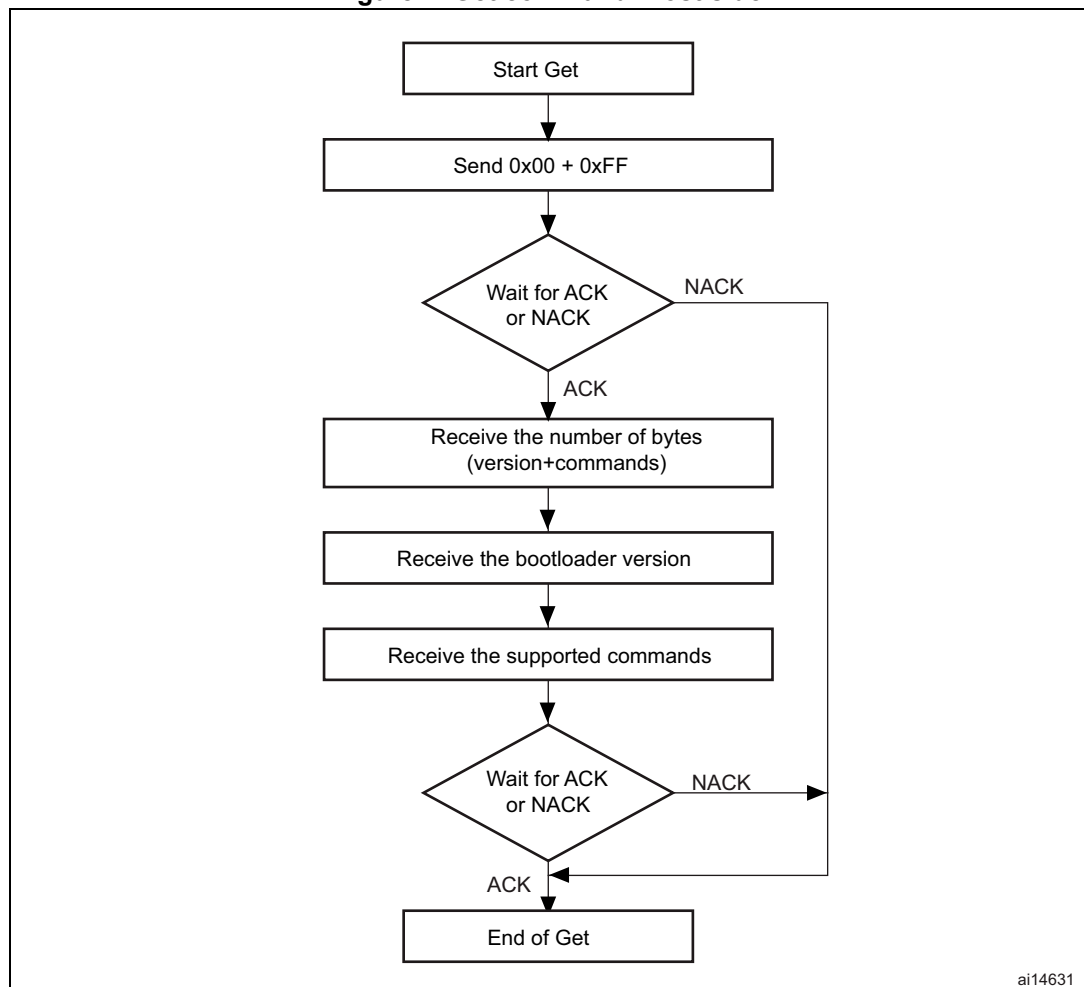 Start Get
Send 0x00 + 0xFF
Wait for ACK
or NACK
NACK
ACK
Receive the number of bytes
(version+commands)
Receive the bootloader version
Receive the supported commands
Wait for ACK
or NACK
NACK
ACK
End of Get
ai14631